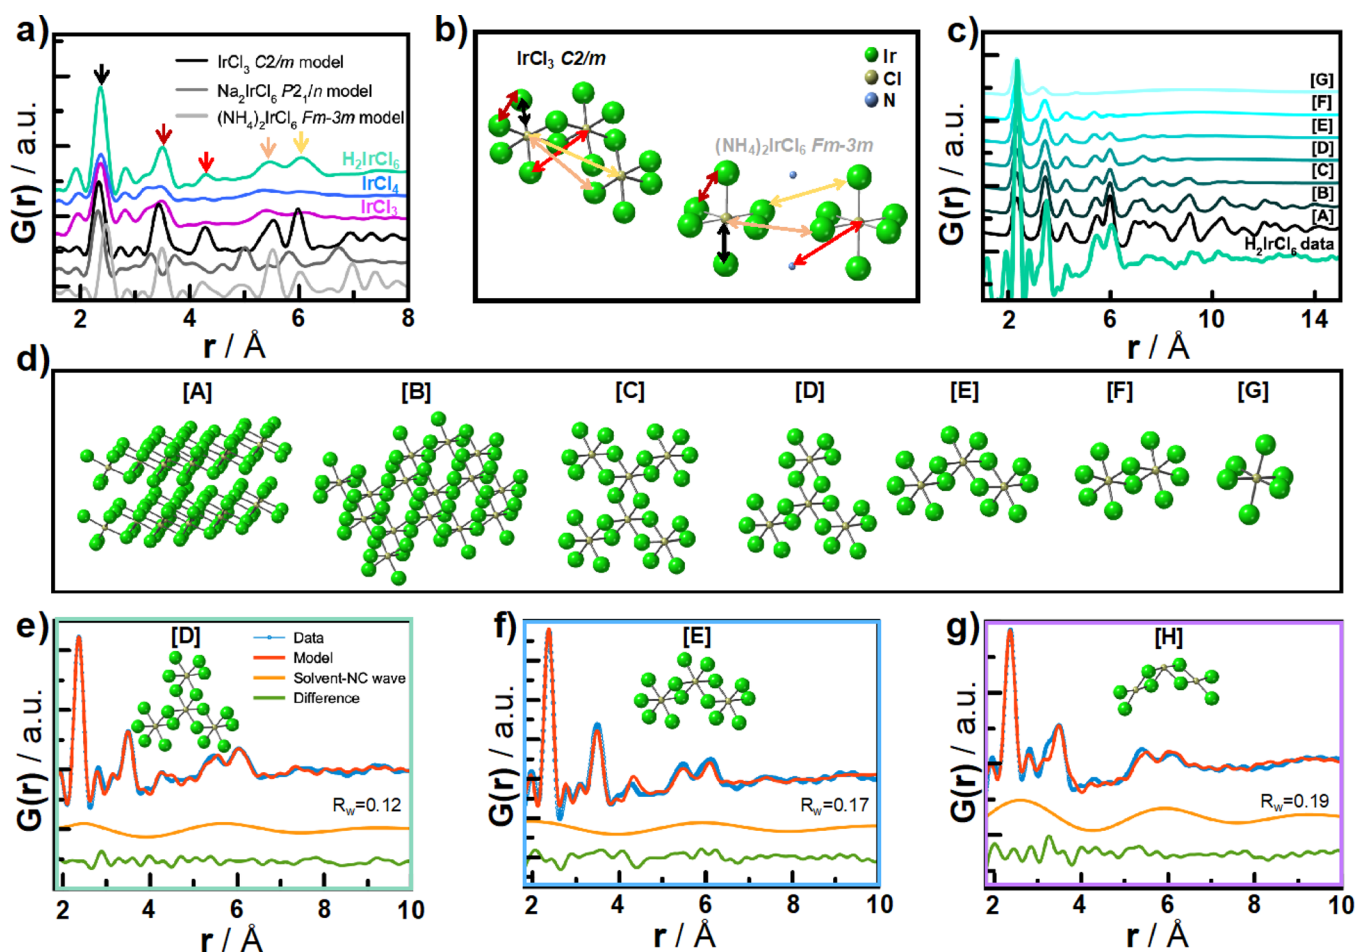 a)
G(r) / a.u.
IrCl3 C2/m model
Na2IrCl6 P21/n model
(NH4)2IrCl6 Fm-3m model
H2IrCl6
IrCl4
IrCl3
2 4 6 8
r / Å
b)
IrCl3 C2/m
Ir
Cl
N
(NH4)2IrCl6 Fm-3m
c)
G(r) / a.u.
[G]
[F]
[E]
[D]
[C]
[B]
[A]
H2IrCl6 data
2 6 10 14
r / Å
d)
[A] [B] [C] [D] [E] [F] [G]
e)
G(r) / a.u.
[D]
Data
Model
Solvent-NC wave
Difference
Rw=0.12
2 4 6 8 10
r / Å
f)
G(r) / a.u.
[E]
Rw=0.17
2 4 6 8 10
r / Å
g)
G(r) / a.u.
[H]
Rw=0.19
2 4 6 8 10
r / Å